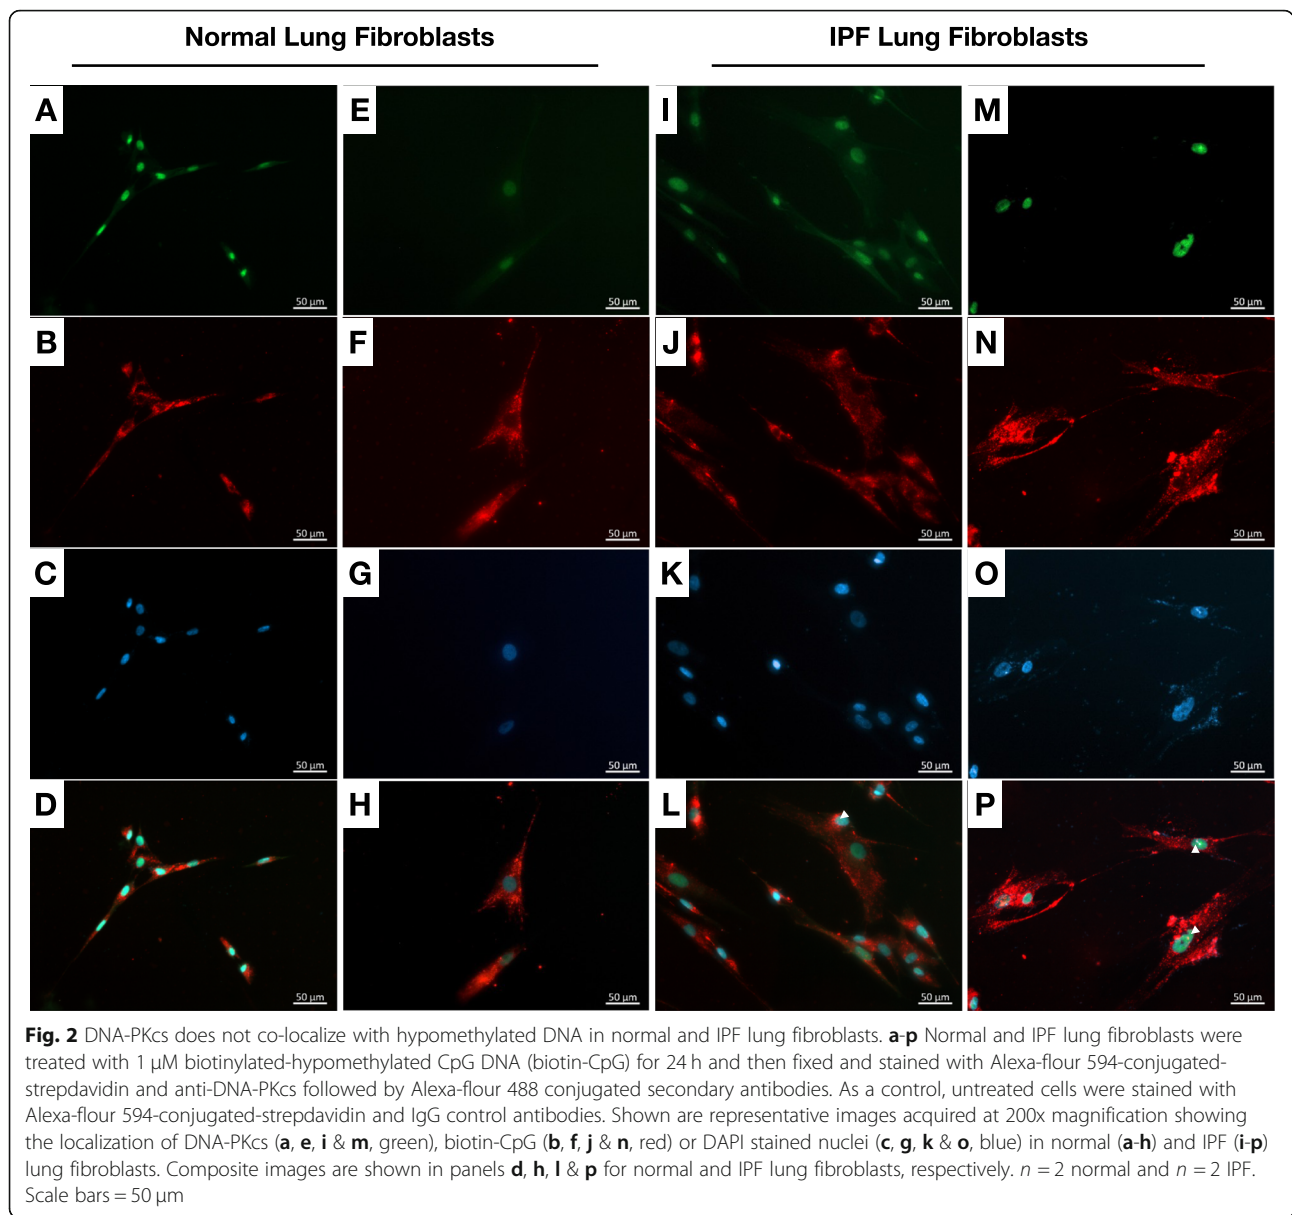 Normal Lung Fibroblasts
IPF Lung Fibroblasts
A
50 µm
E
50 µm
I
50 µm
M
50 µm
B
50 µm
F
50 µm
J
50 µm
N
50 µm
C
50 µm
G
50 µm
K
50 µm
O
50 µm
D
50 µm
H
50 µm
L
50 µm
P
50 µm
Fig. 2 DNA-PKcs does not co-localize with hypomethylated DNA in normal and IPF lung fibroblasts. a-p Normal and IPF lung fibroblasts were
treated with 1 µM biotinylated-hypomethylated CpG DNA (biotin-CpG) for 24 h and then fixed and stained with Alexa-flour 594-conjugated-
strepdavidin and anti-DNA-PKcs followed by Alexa-flour 488 conjugated secondary antibodies. As a control, untreated cells were stained with
Alexa-flour 594-conjugated-strepdavidin and IgG control antibodies. Shown are representative images acquired at 200x magnification showing
the localization of DNA-PKcs (a, e, i & m, green), biotin-CpG (b, f, j & n, red) or DAPI stained nuclei (c, g, k & o, blue) in normal (a-h) and IPF (i-p)
lung fibroblasts. Composite images are shown in panels d, h, l & p for normal and IPF lung fibroblasts, respectively. n = 2 normal and n = 2 IPF.
Scale bars = 50 µm